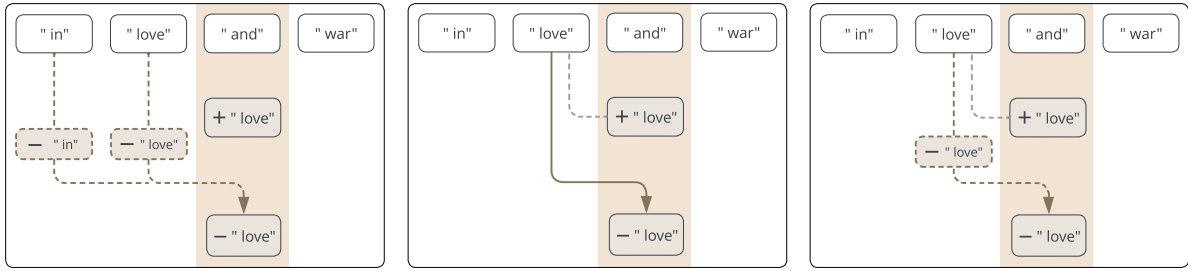 " in" " love" " and" " war"
+ " love"
− " in" − " love"
− " love"
" in" " love" " and" " war"
+ " love"
− " love"
" in" " love" " and" " war"
+ " love"
− " love"
− " love"